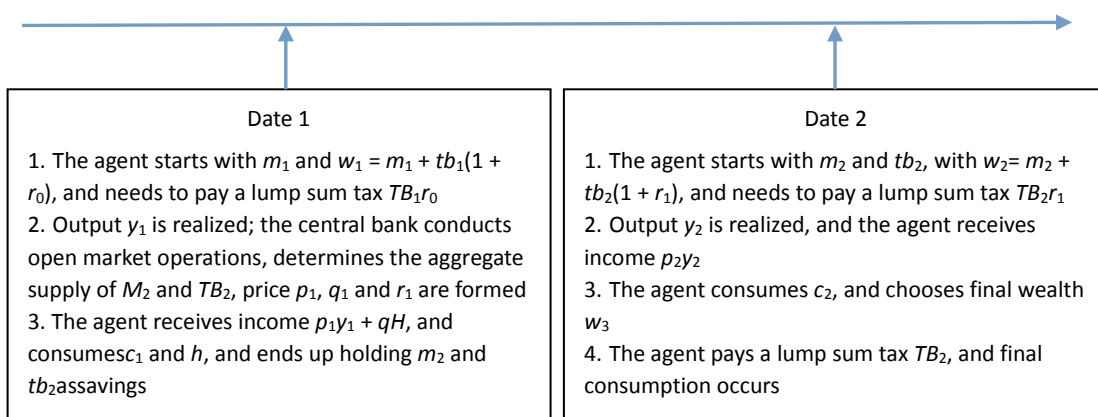 Date 1
1. The agent starts with m₁ and w₁ = m₁ + tb₁(1 +
r₀), and needs to pay a lump sum tax TB₁r₀
2. Output y₁ is realized; the central bank conducts
open market operations, determines the aggregate
supply of M₂ and TB₂, price p₁, q₁ and r₁ are formed
3. The agent receives income p₁y₁ + qH, and
consumesc₁ and h, and ends up holding m₂ and
tb₂assavings
Date 2
1. The agent starts with m₂ and tb₂, with w₂= m₂ +
tb₂(1 + r₁), and needs to pay a lump sum tax TB₂r₁
2. Output y₂ is realized, and the agent receives
income p₂y₂
3. The agent consumes c₂, and chooses final wealth
w₃
4. The agent pays a lump sum tax TB₂, and final
consumption occurs